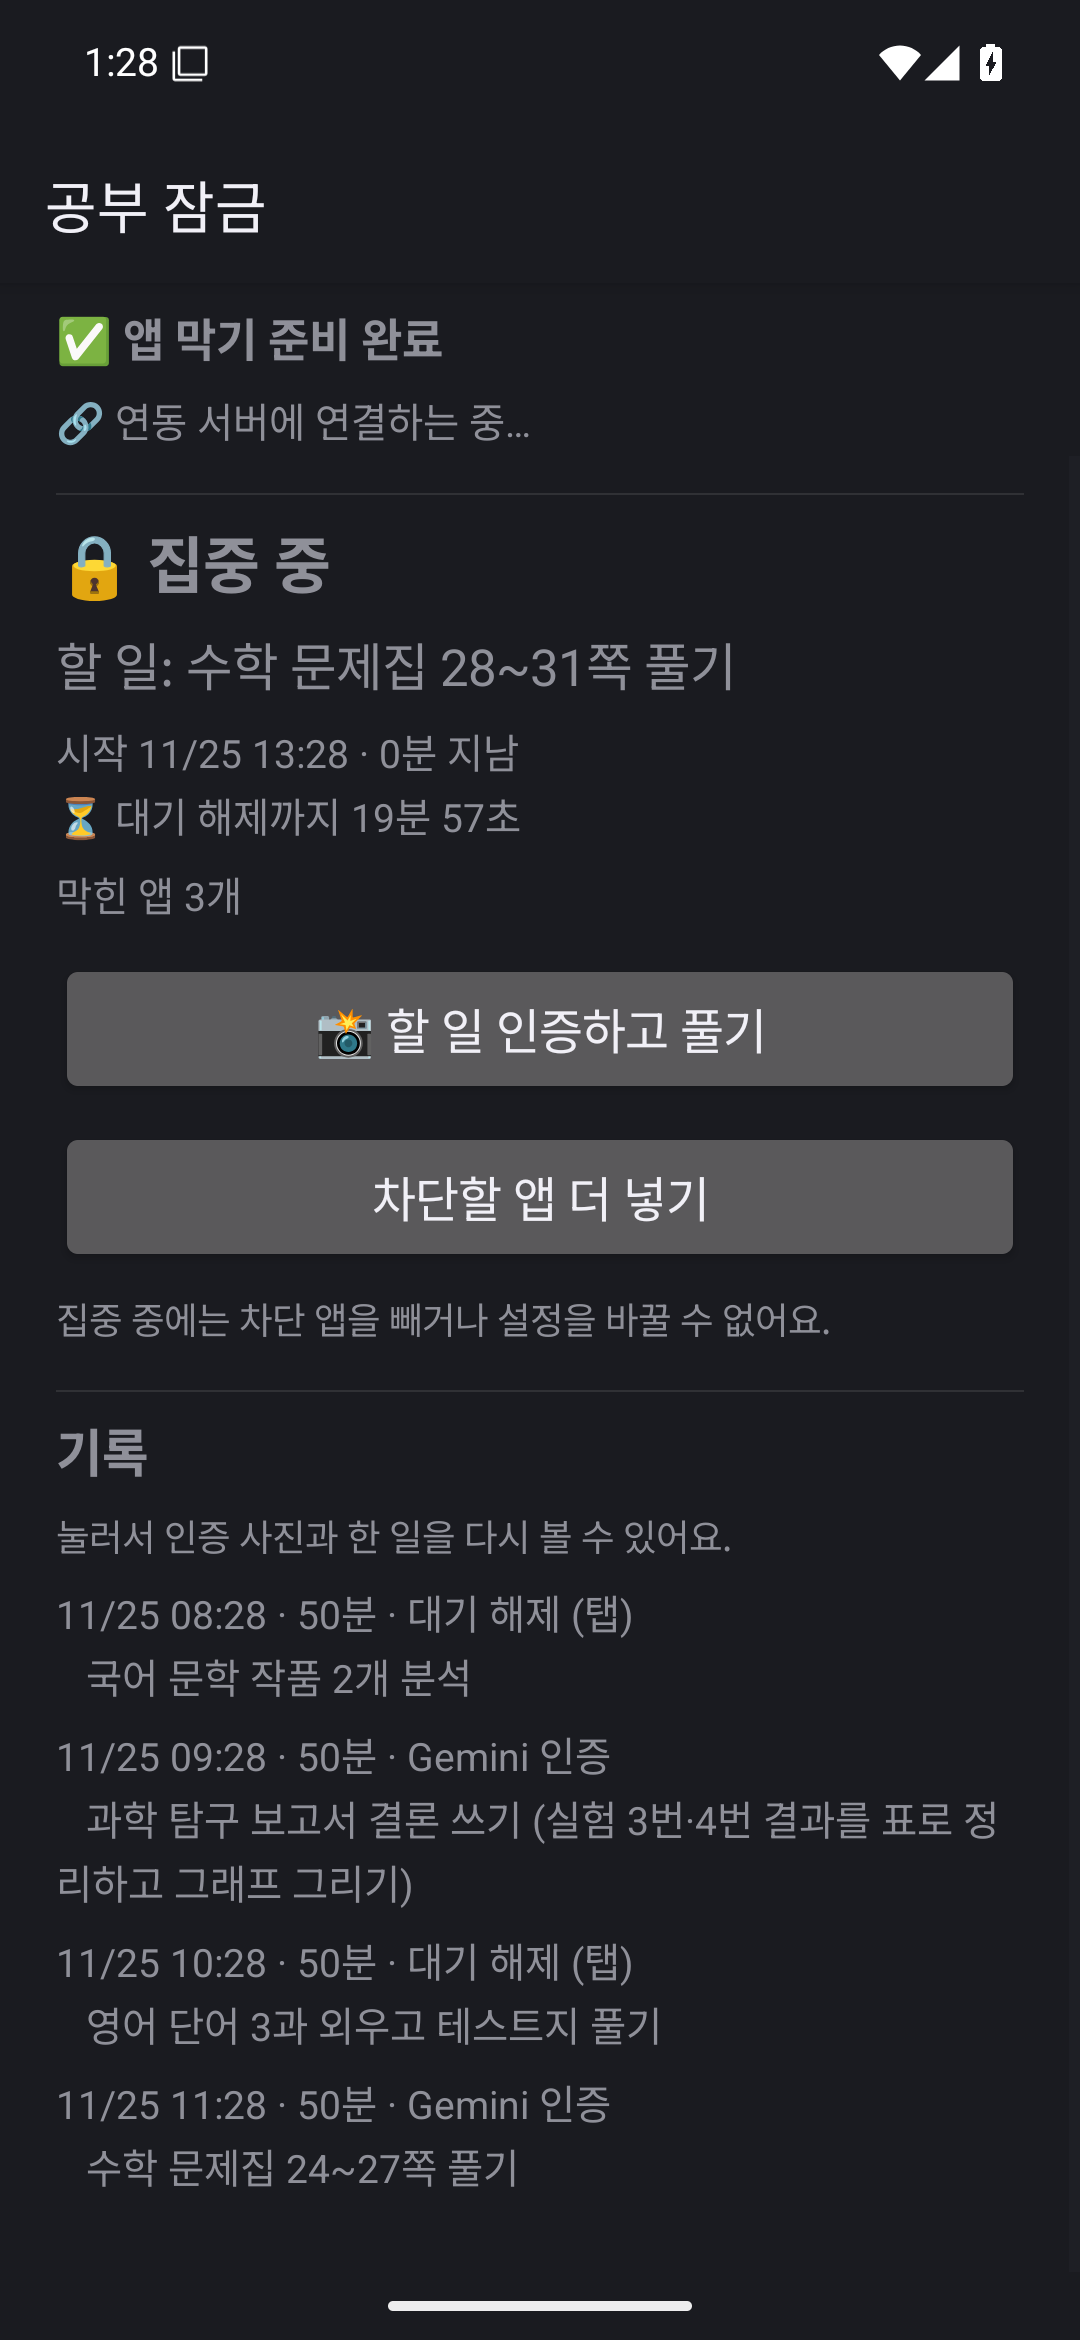 1:28
공부 잠금
✅ 앱 막기 준비 완료
🔗 연동 서버에 연결하는 중…
🔒 집중 중
할 일: 수학 문제집 28~31쪽 풀기
시작 11/25 13:28 · 0분 지남
⏳ 대기 해제까지 19분 57초
막힌 앱 3개
📸 할 일 인증하고 풀기
차단할 앱 더 넣기
집중 중에는 차단 앱을 빼거나 설정을 바꿀 수 없어요.
기록
눌러서 인증 사진과 한 일을 다시 볼 수 있어요.
11/25 08:28 · 50분 · 대기 해제 (탭)
국어 문학 작품 2개 분석
11/25 09:28 · 50분 · Gemini 인증
과학 탐구 보고서 결론 쓰기 (실험 3번·4번 결과를 표로 정
리하고 그래프 그리기)
11/25 10:28 · 50분 · 대기 해제 (탭)
영어 단어 3과 외우고 테스트지 풀기
11/25 11:28 · 50분 · Gemini 인증
수학 문제집 24~27쪽 풀기